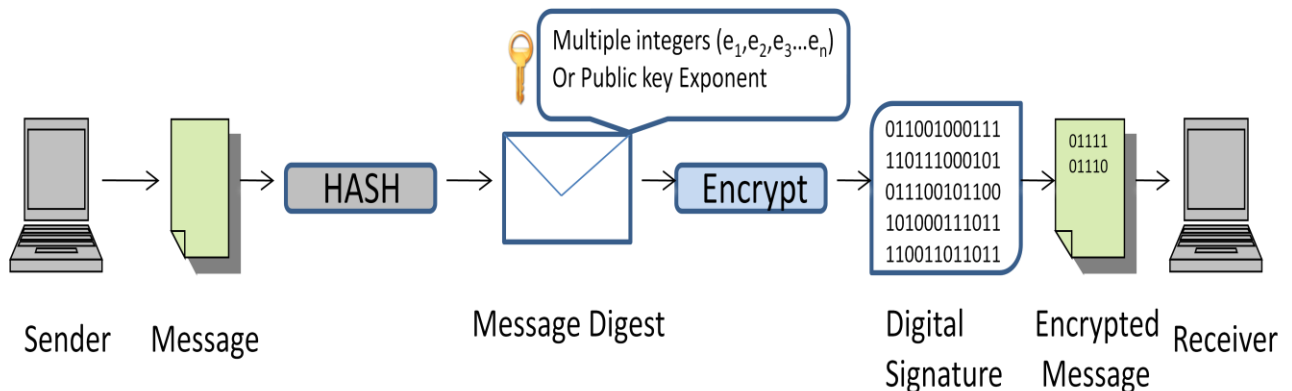 Multiple integers (e₁,e₂,e₃...eₙ)
Or Public key Exponent
HASH
Encrypt
011001000111
110111000101
011100101100
101000111011
110011011011
01111
01110
Sender
Message
Message Digest
Digital
Signature
Encrypted
Message
Receiver